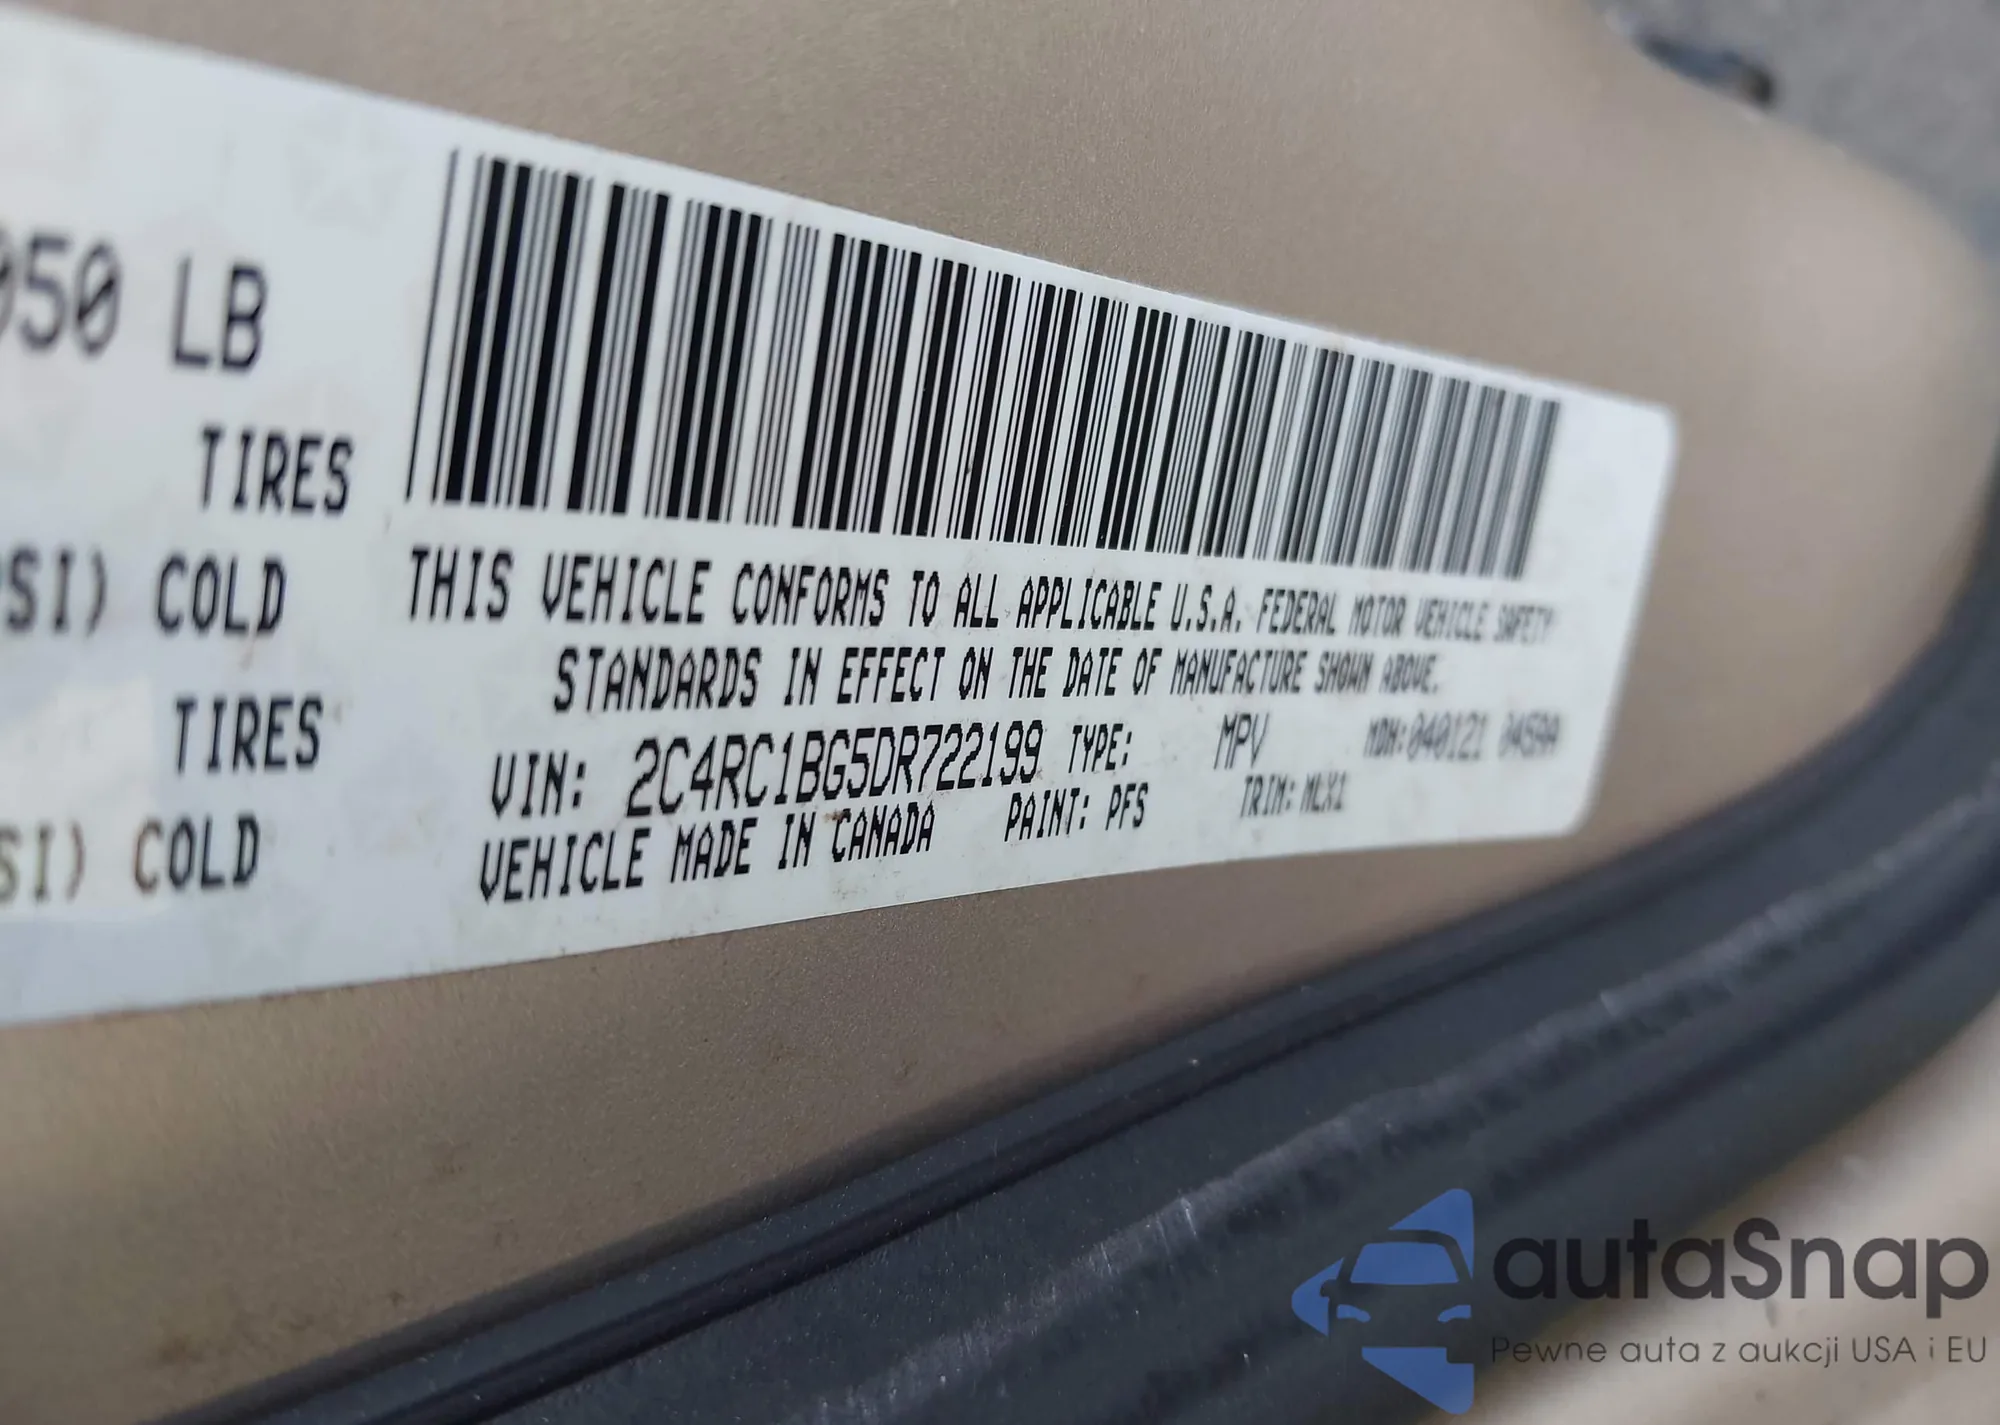 050 LB
TIRES
PSI) COLD
TIRES
SI) COLD
THIS VEHICLE CONFORMS TO ALL APPLICABLE U.S.A. FEDERAL MOTOR VEHICLE SAFETY
STANDARDS IN EFFECT ON THE DATE OF MANUFACTURE SHOWN ABOVE.
VIN: 2C4RC1BG5DR722199 TYPE: MPV MDH: 040121
VEHICLE MADE IN CANADA PAINT: PFS TRIM: MLX1
autaSnap
Pewne auta z aukcji USA i EU